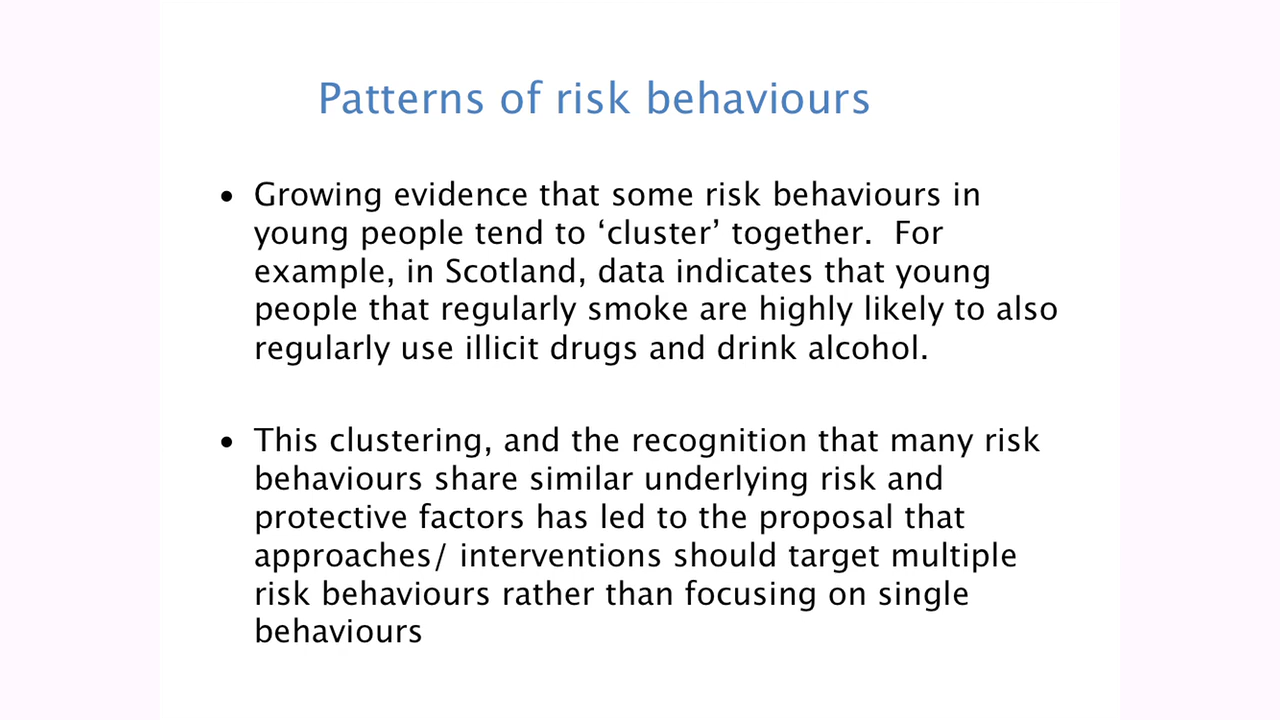 Patterns of risk behaviours
• Growing evidence that some risk behaviours in
young people tend to ‘cluster’ together.  For
example, in Scotland, data indicates that young
people that regularly smoke are highly likely to also
regularly use illicit drugs and drink alcohol.
• This clustering, and the recognition that many risk
behaviours share similar underlying risk and
protective factors has led to the proposal that
approaches/ interventions should target multiple
risk behaviours rather than focusing on single
behaviours